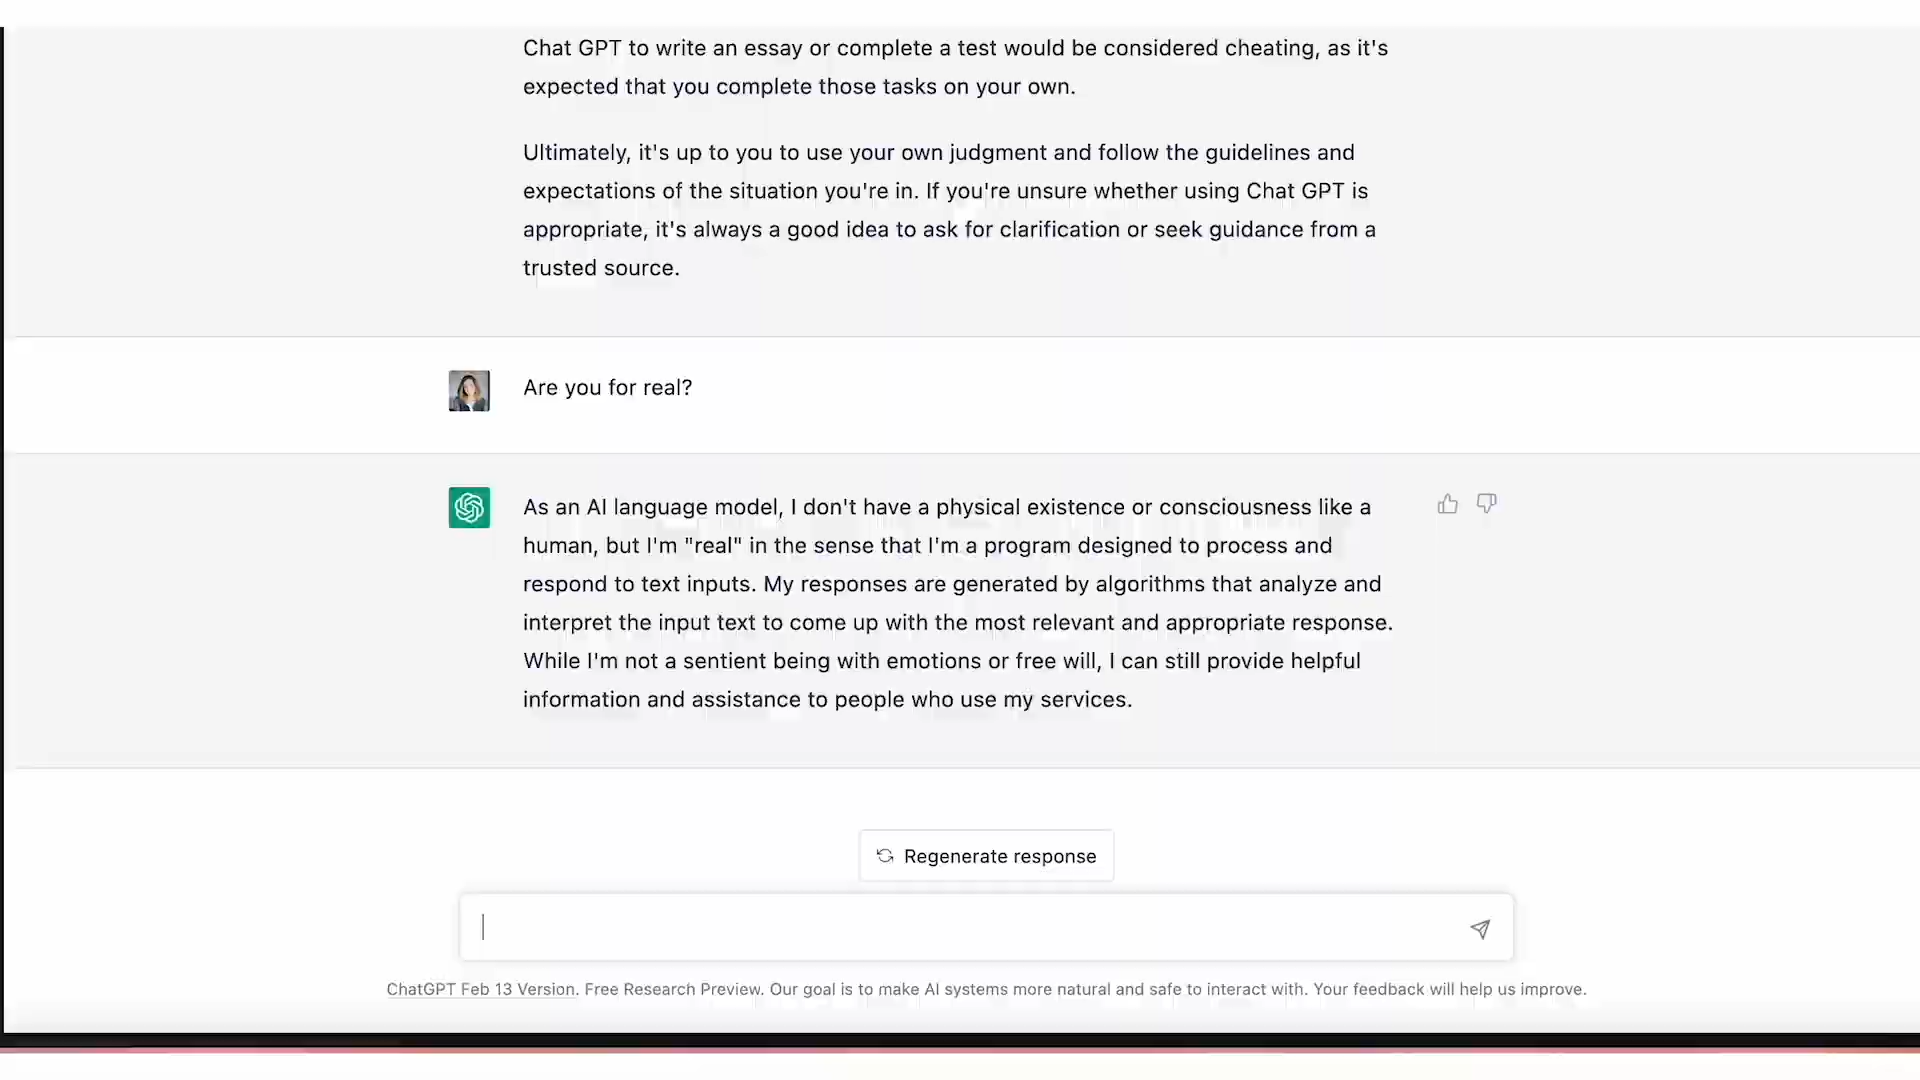 Chat GPT to write an essay or complete a test would be considered cheating, as it's
expected that you complete those tasks on your own.
Ultimately, it's up to you to use your own judgment and follow the guidelines and
expectations of the situation you're in. If you're unsure whether using Chat GPT is
appropriate, it's always a good idea to ask for clarification or seek guidance from a
trusted source.
Are you for real?
As an AI language model, I don't have a physical existence or consciousness like a
human, but I'm "real" in the sense that I'm a program designed to process and
respond to text inputs. My responses are generated by algorithms that analyze and
interpret the input text to come up with the most relevant and appropriate response.
While I'm not a sentient being with emotions or free will, I can still provide helpful
information and assistance to people who use my services.
Regenerate response
ChatGPT Feb 13 Version. Free Research Preview. Our goal is to make AI systems more natural and safe to interact with. Your feedback will help us improve.